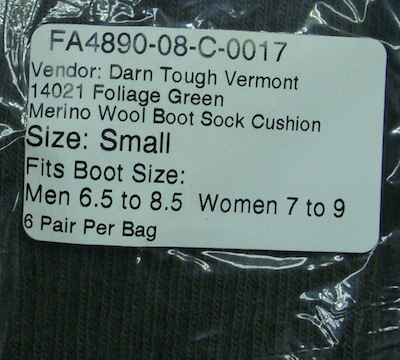 FA4890-08-C-0017
Vendor: Darn Tough Vermont
14021 Foliage Green
Merino Wool Boot Sock Cushion
Size: Small
Fits Boot Size:
Men 6.5 to 8.5  Women 7 to 9
6 Pair Per Bag